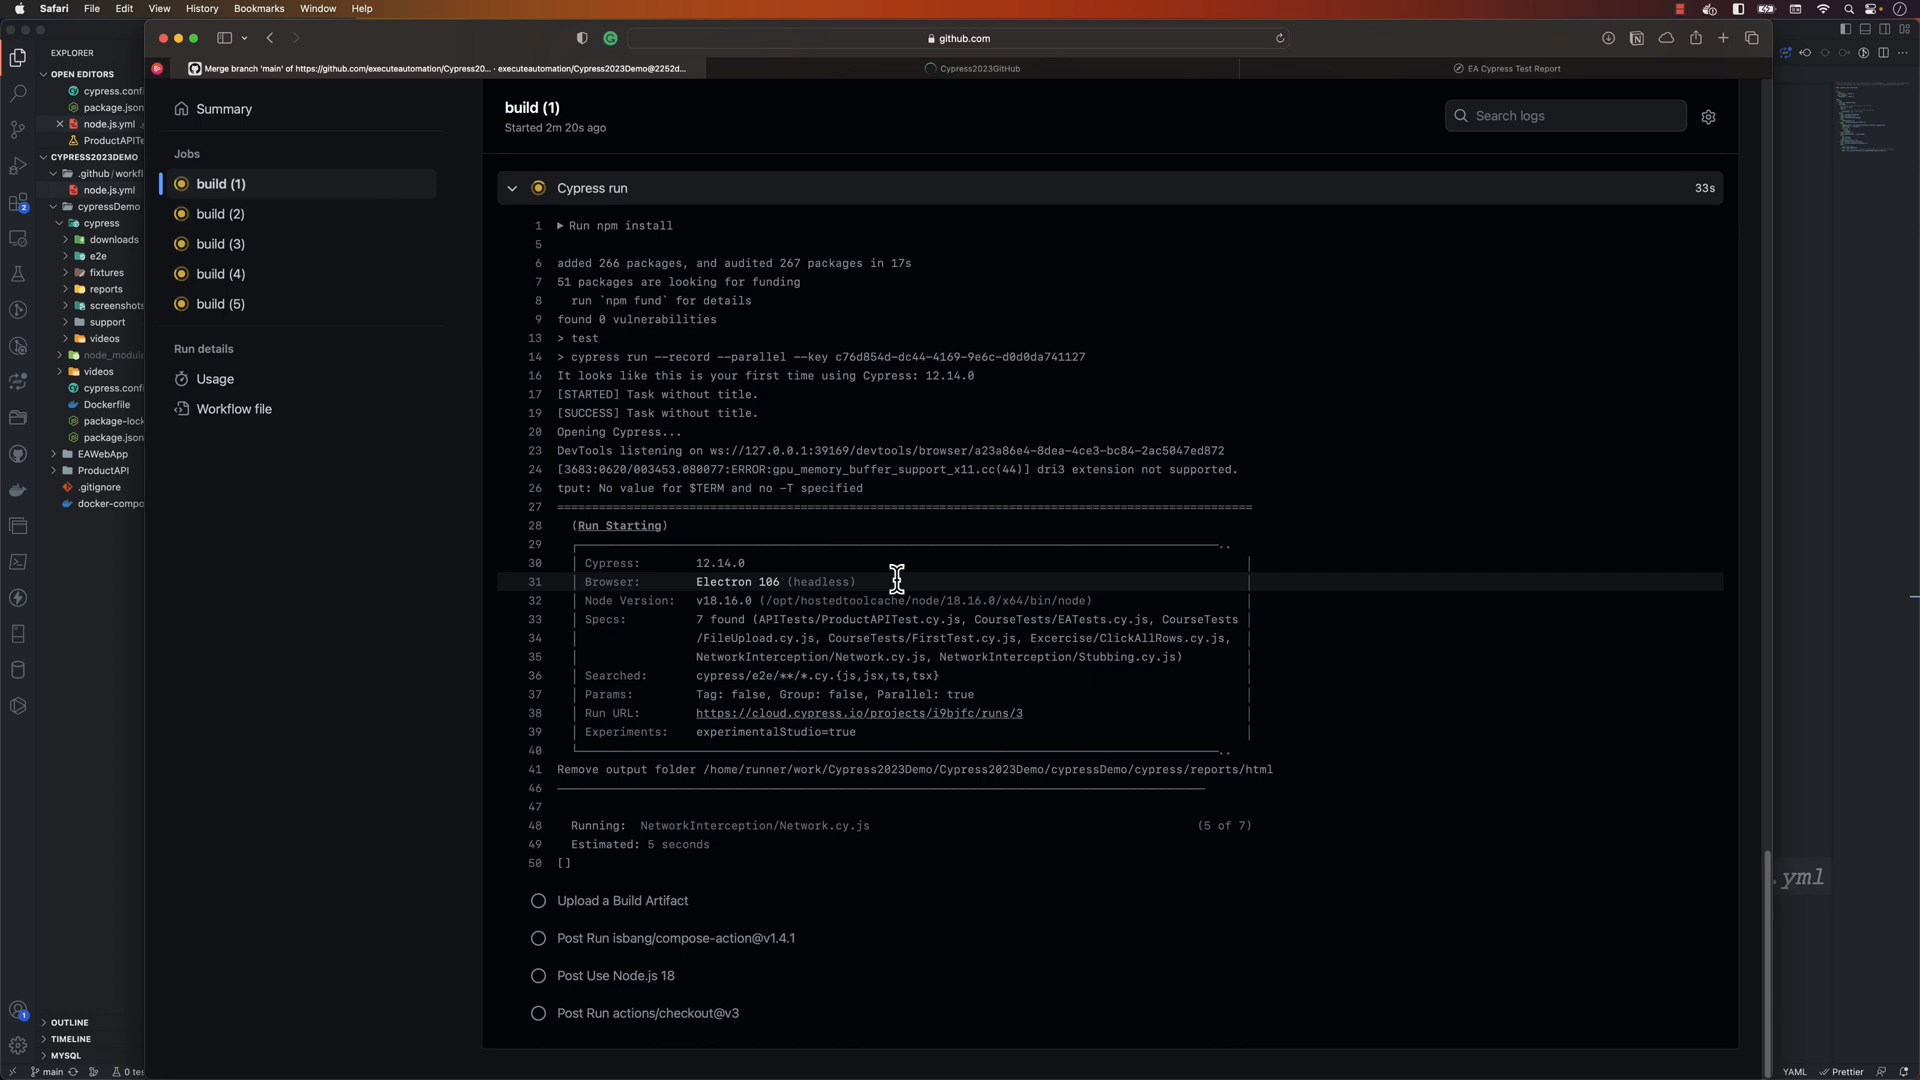 Safari File Edit View History Bookmarks Window Help
github.com
Merge branch 'main' of https://github.com/executeautomation/Cypress20... · executeautomation/Cypress2023Demo@2252d...
Cypress2023GitHub
EA Cypress Test Report
EXPLORER
OPEN EDITORS
cypress.confi
package.json
node.js.yml
ProductAPITe
CYPRESS2023DEMO
.github/workfl
node.js.yml
cypressDemo
cypress
downloads
e2e
fixtures
reports
screenshots
support
videos
node_module
videos
cypress.confi
Dockerfile
package-lock
package.json
EAWebApp
ProductAPI
.gitignore
docker-compo
OUTLINE
TIMELINE
MYSQL
2
1
main
0 tes
Summary
Jobs
build (1)
build (2)
build (3)
build (4)
build (5)
Run details
Usage
Workflow file
build (1)
Started 2m 20s ago
Search logs
Cypress run 33s
1 Run npm install
5
6 added 266 packages, and audited 267 packages in 17s
7 51 packages are looking for funding
8 run `npm fund` for details
9 found 0 vulnerabilities
13 > test
14 > cypress run --record --parallel --key c76d854d-dc44-4169-9e6c-d0d0da741127
16 It looks like this is your first time using Cypress: 12.14.0
17 [STARTED] Task without title.
19 [SUCCESS] Task without title.
20 Opening Cypress...
23 DevTools listening on ws://127.0.0.1:39169/devtools/browser/a23a86e4-8dea-4ce3-bc84-2ac5047ed872
24 [3683:0620/003453.080077:ERROR:gpu_memory_buffer_support_x11.cc(44)] dri3 extension not supported.
26 tput: No value for $TERM and no -T specified
27 ====================================================================================================
28 (Run Starting)
29
30 Cypress: 12.14.0
31 Browser: Electron 106 (headless)
32 Node Version: v18.16.0 (/opt/hostedtoolcache/node/18.16.0/x64/bin/node)
33 Specs: 7 found (APITests/ProductAPITest.cy.js, CourseTests/EATests.cy.js, CourseTests
34 /FileUpload.cy.js, CourseTests/FirstTest.cy.js, Excercise/ClickAllRows.cy.js,
35 NetworkInterception/Network.cy.js, NetworkInterception/Stubbing.cy.js)
36 Searched: cypress/e2e/**/*.cy.{js,jsx,ts,tsx}
37 Params: Tag: false, Group: false, Parallel: true
38 Run URL: https://cloud.cypress.io/projects/i9bjfc/runs/3
39 Experiments: experimentalStudio=true
40
41 Remove output folder /home/runner/work/Cypress2023Demo/Cypress2023Demo/cypressDemo/cypress/reports/html
46
47
48 Running: NetworkInterception/Network.cy.js (5 of 7)
49 Estimated: 5 seconds
50 []
Upload a Build Artifact
Post Run isbang/compose-action@v1.4.1
Post Use Node.js 18
Post Run actions/checkout@v3
.yml
YAML
Prettier